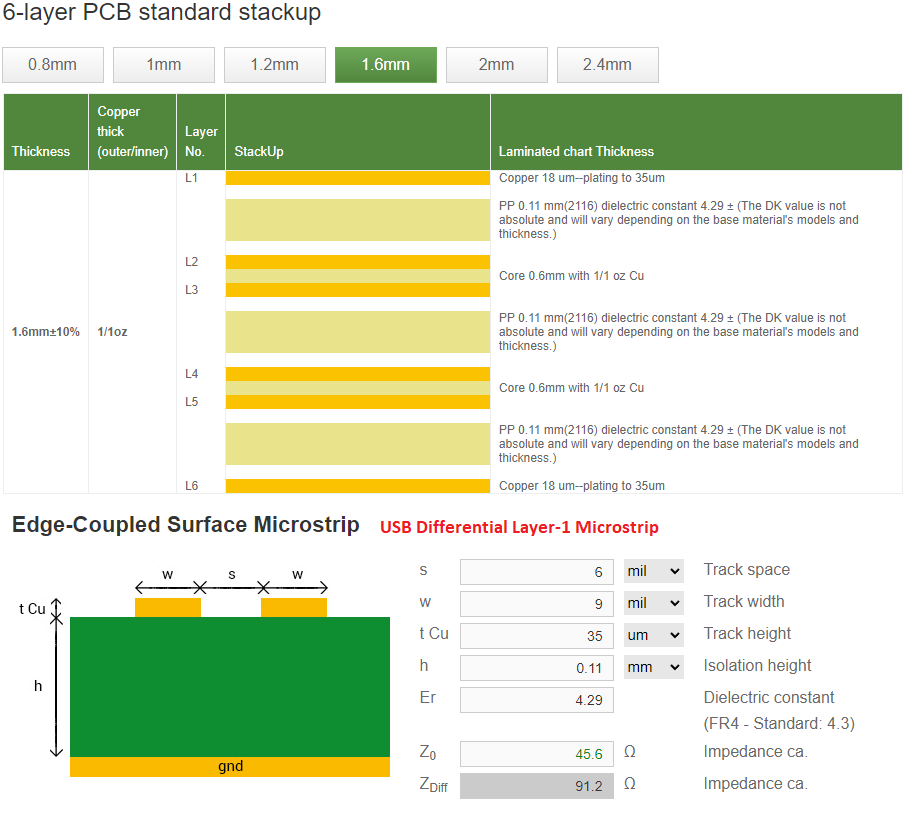 6-layer PCB standard stackup
0.8mm 1mm 1.2mm 1.6mm 2mm 2.4mm
Thickness Copper thick (outer/inner) Layer No. StackUp Laminated chart Thickness
L1 Copper 18 um--plating to 35um
PP 0.11 mm(2116) dielectric constant 4.29 ± (The DK value is not
absolute and will vary depending on the base material's models and
thickness.)
L2
Core 0.6mm with 1/1 oz Cu
L3
PP 0.11 mm(2116) dielectric constant 4.29 ± (The DK value is not
1.6mm±10% 1/1oz absolute and will vary depending on the base material's models and
thickness.)
L4
Core 0.6mm with 1/1 oz Cu
L5
PP 0.11 mm(2116) dielectric constant 4.29 ± (The DK value is not
absolute and will vary depending on the base material's models and
thickness.)
L6 Copper 18 um--plating to 35um
Edge-Coupled Surface Microstrip USB Differential Layer-1 Microstrip
w s w
t Cu
h
gnd
s 6 mil Track space
w 9 mil Track width
t Cu 35 um Track height
h 0.11 mm Isolation height
Er 4.29 Dielectric constant
(FR4 - Standard: 4.3)
Z0 45.6 Ω Impedance ca.
ZDiff 91.2 Ω Impedance ca.